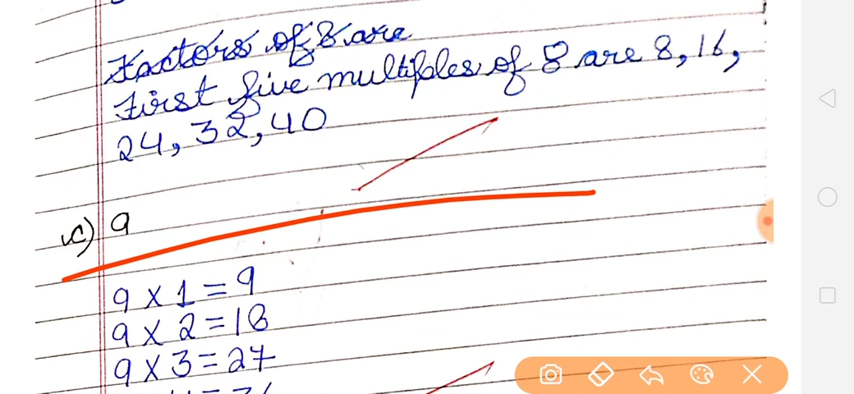 Factors of 8 are
First five multiples of 8 are 8, 16,
24, 32, 40
c) 9
9 x 1 = 9
9 x 2 = 18
9 x 3 = 27